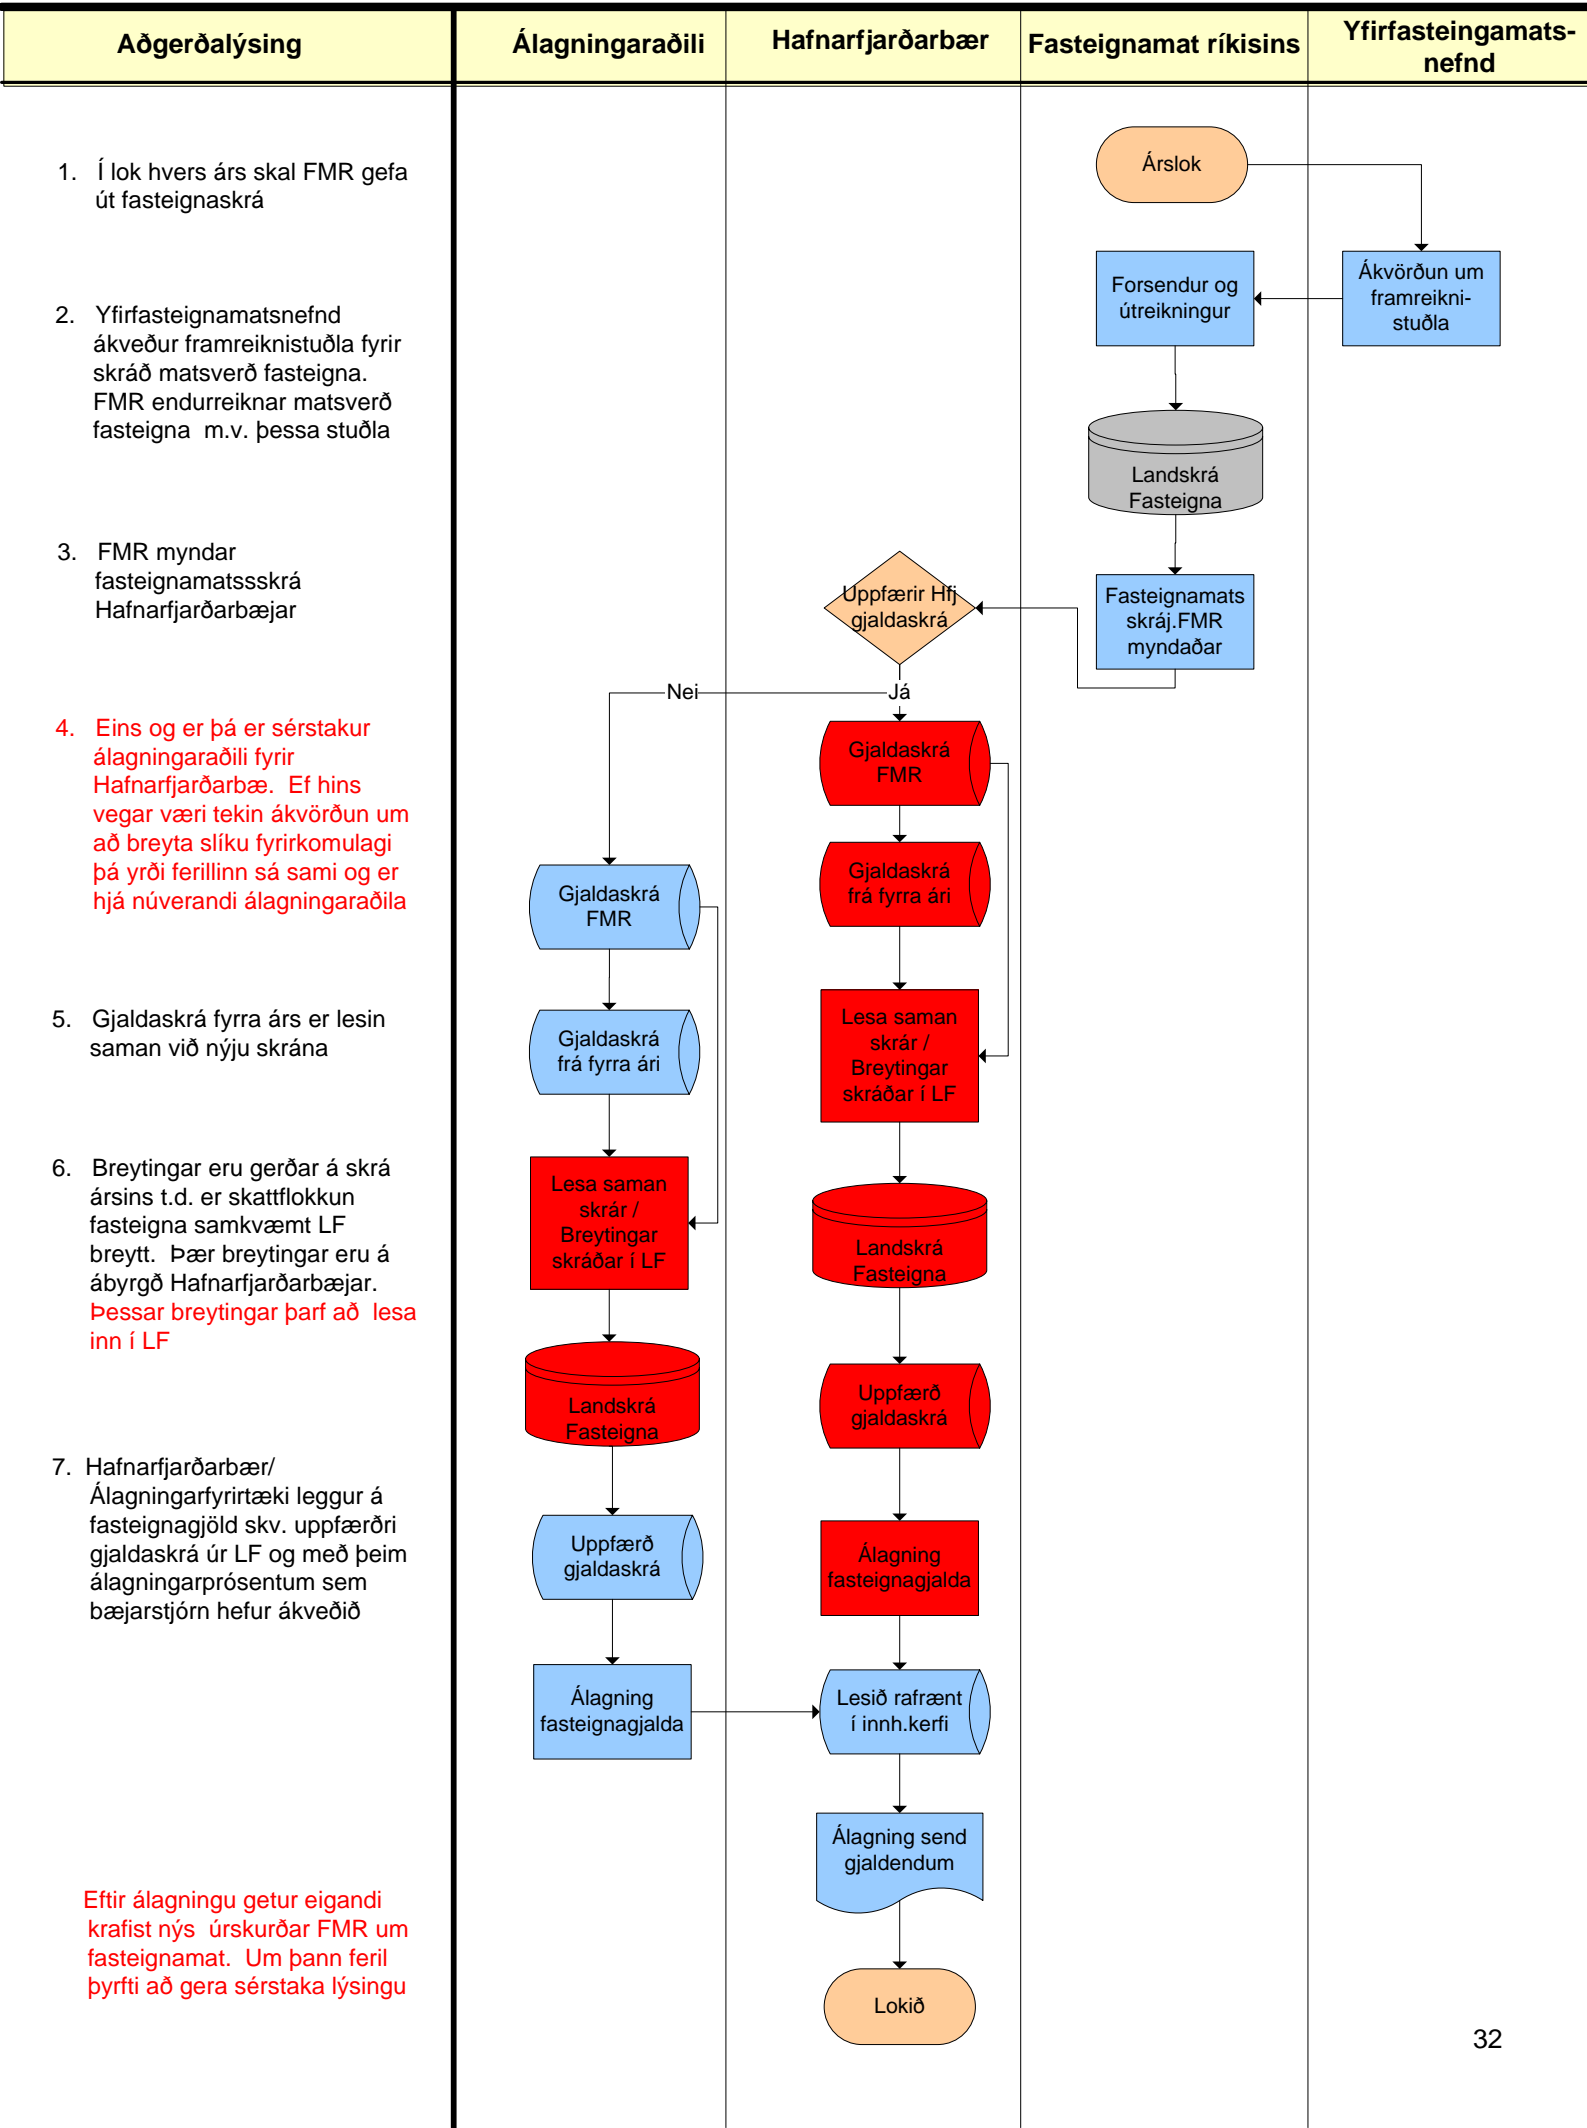 Aðgerðalýsing
Álagningaraðili
Hafnarfjarðarbær
Fasteignamat ríkisins
Yfirfasteingamats-
nefnd
1. Í lok hvers árs skal FMR gefa
út fasteignaskrá
2. Yfirfasteignamatsnefnd
ákveður framreiknistuðla fyrir
skráð matsverð fasteigna.
FMR endurreiknar matsverð
fasteigna m.v. þessa stuðla
3. FMR myndar
fasteignamatssskrá
Hafnarfjarðarbæjar
4. Eins og er þá er sérstakur
álagningaraðili fyrir
Hafnarfjarðarbæ. Ef hins
vegar væri tekin ákvörðun um
að breyta slíku fyrirkomulagi
þá yrði ferillinn sá sami og er
hjá núverandi álagningaraðila
5. Gjaldaskrá fyrra árs er lesin
saman við nýju skrána
6. Breytingar eru gerðar á skrá
ársins t.d. er skattflokkun
fasteigna samkvæmt LF
breytt. Þær breytingar eru á
ábyrgð Hafnarfjarðarbæjar.
Þessar breytingar þarf að lesa
inn í LF
7. Hafnarfjarðarbær/
Álagningarfyrirtæki leggur á
fasteignagjöld skv. uppfærðri
gjaldaskrá úr LF og með þeim
álagningarprósentum sem
bæjarstjórn hefur ákveðið
Eftir álagningu getur eigandi
krafist nýs úrskurðar FMR um
fasteignamat. Um þann feril
þyrfti að gera sérstaka lýsingu
Árslok
Ákvörðun um
framreikni-
stuðla
Forsendur og
útreikningur
Landskrá
Fasteigna
Fasteignamats
skráj.FMR
myndaðar
Uppfærir Hfj
gjaldaskrá
Nei
Já
Gjaldaskrá
FMR
Gjaldaskrá
frá fyrra ári
Lesa saman
skrár /
Breytingar
skráðar í LF
Landskrá
Fasteigna
Uppfærð
gjaldaskrá
Álagning
fasteignagjalda
Gjaldaskrá
FMR
Gjaldaskrá
frá fyrra ári
Lesa saman
skrár /
Breytingar
skráðar í LF
Landskrá
Fasteigna
Uppfærð
gjaldaskrá
Álagning
fasteignagjalda
Lesið rafrænt
í innh.kerfi
Álagning send
gjaldendum
Lokið
32